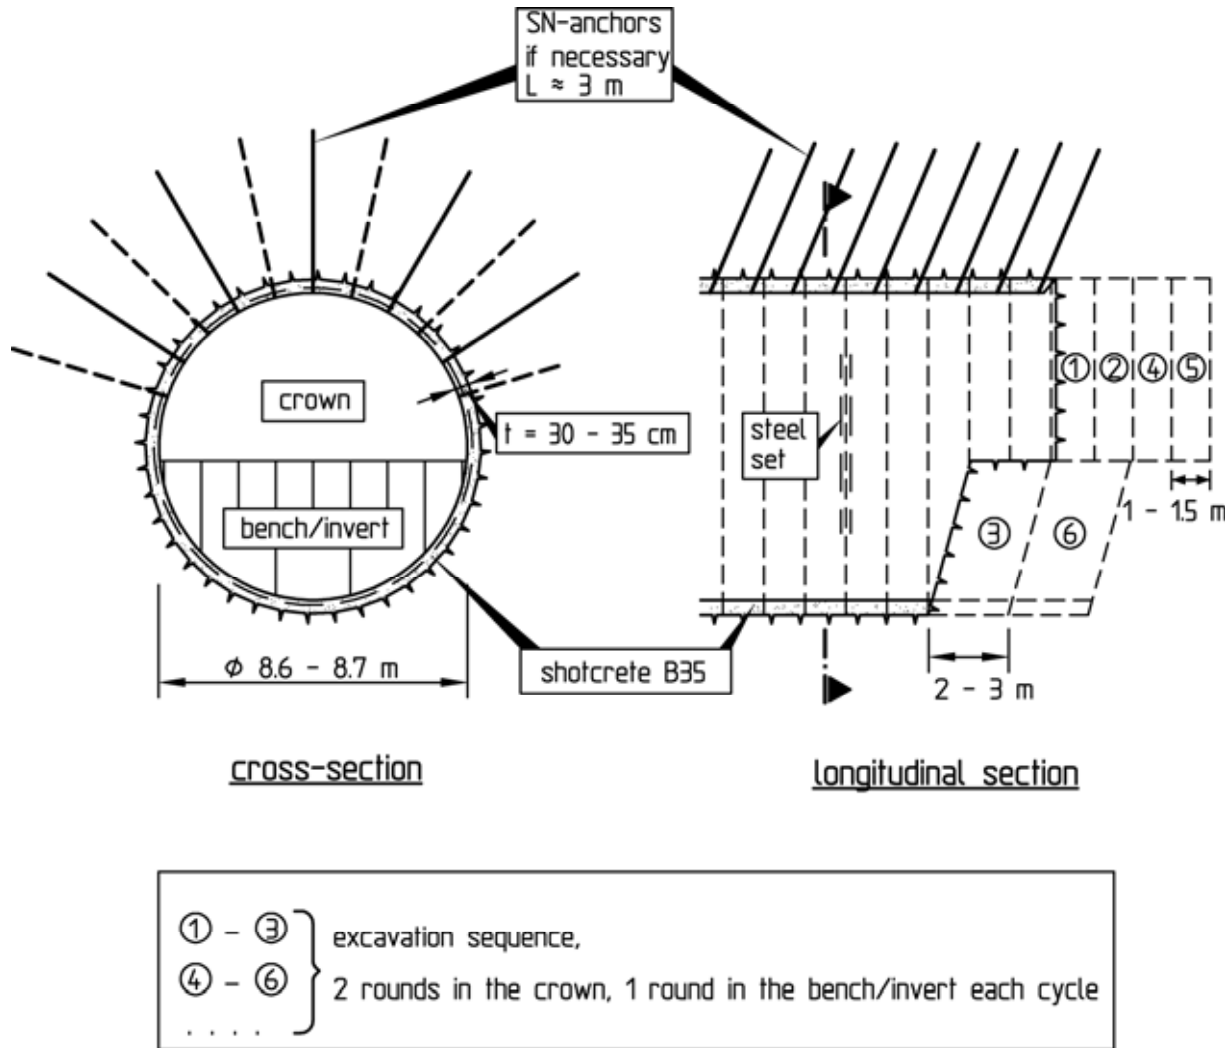 SN-anchors
if necessary
L ≈ 3 m
crown
t = 30 - 35 cm
bench/invert
steel
set
① ② ④ ⑤
1 - 1.5 m
③ ⑥
shotcrete B35
ϕ 8.6 - 8.7 m
2 - 3 m
cross-section
longitudinal section
① - ③
excavation sequence,
④ - ⑥
2 rounds in the crown, 1 round in the bench/invert each cycle
. . . .